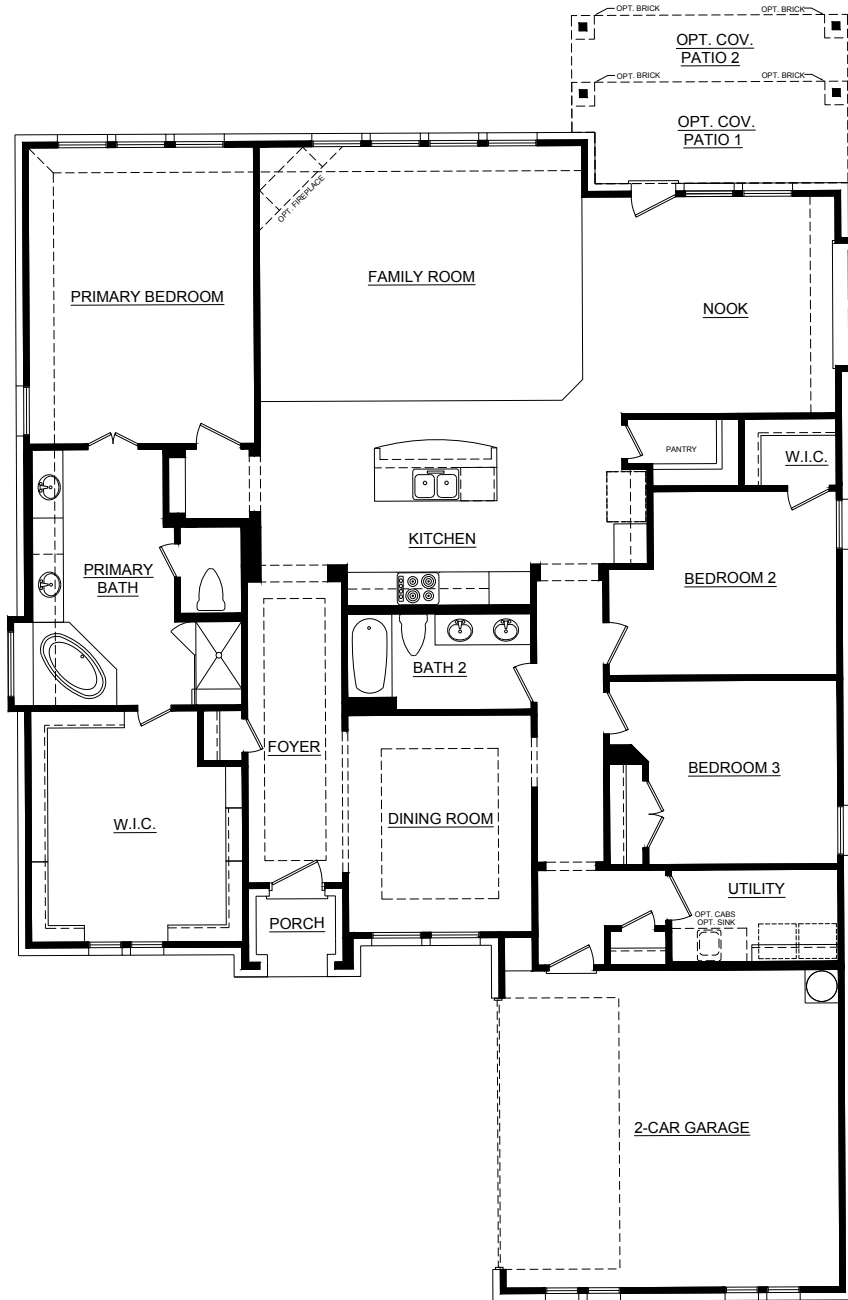 OPT. BRICK
OPT. BRICK
OPT. COV.
PATIO 2
OPT. BRICK
OPT. BRICK
OPT. COV.
PATIO 1
OPT. FIREPLACE
FAMILY ROOM
PRIMARY BEDROOM
NOOK
PANTRY
W.I.C.
KITCHEN
PRIMARY
BATH
BEDROOM 2
BATH 2
FOYER
BEDROOM 3
W.I.C.
DINING ROOM
UTILITY
OPT. CABS
OPT. SINK
PORCH
2-CAR GARAGE